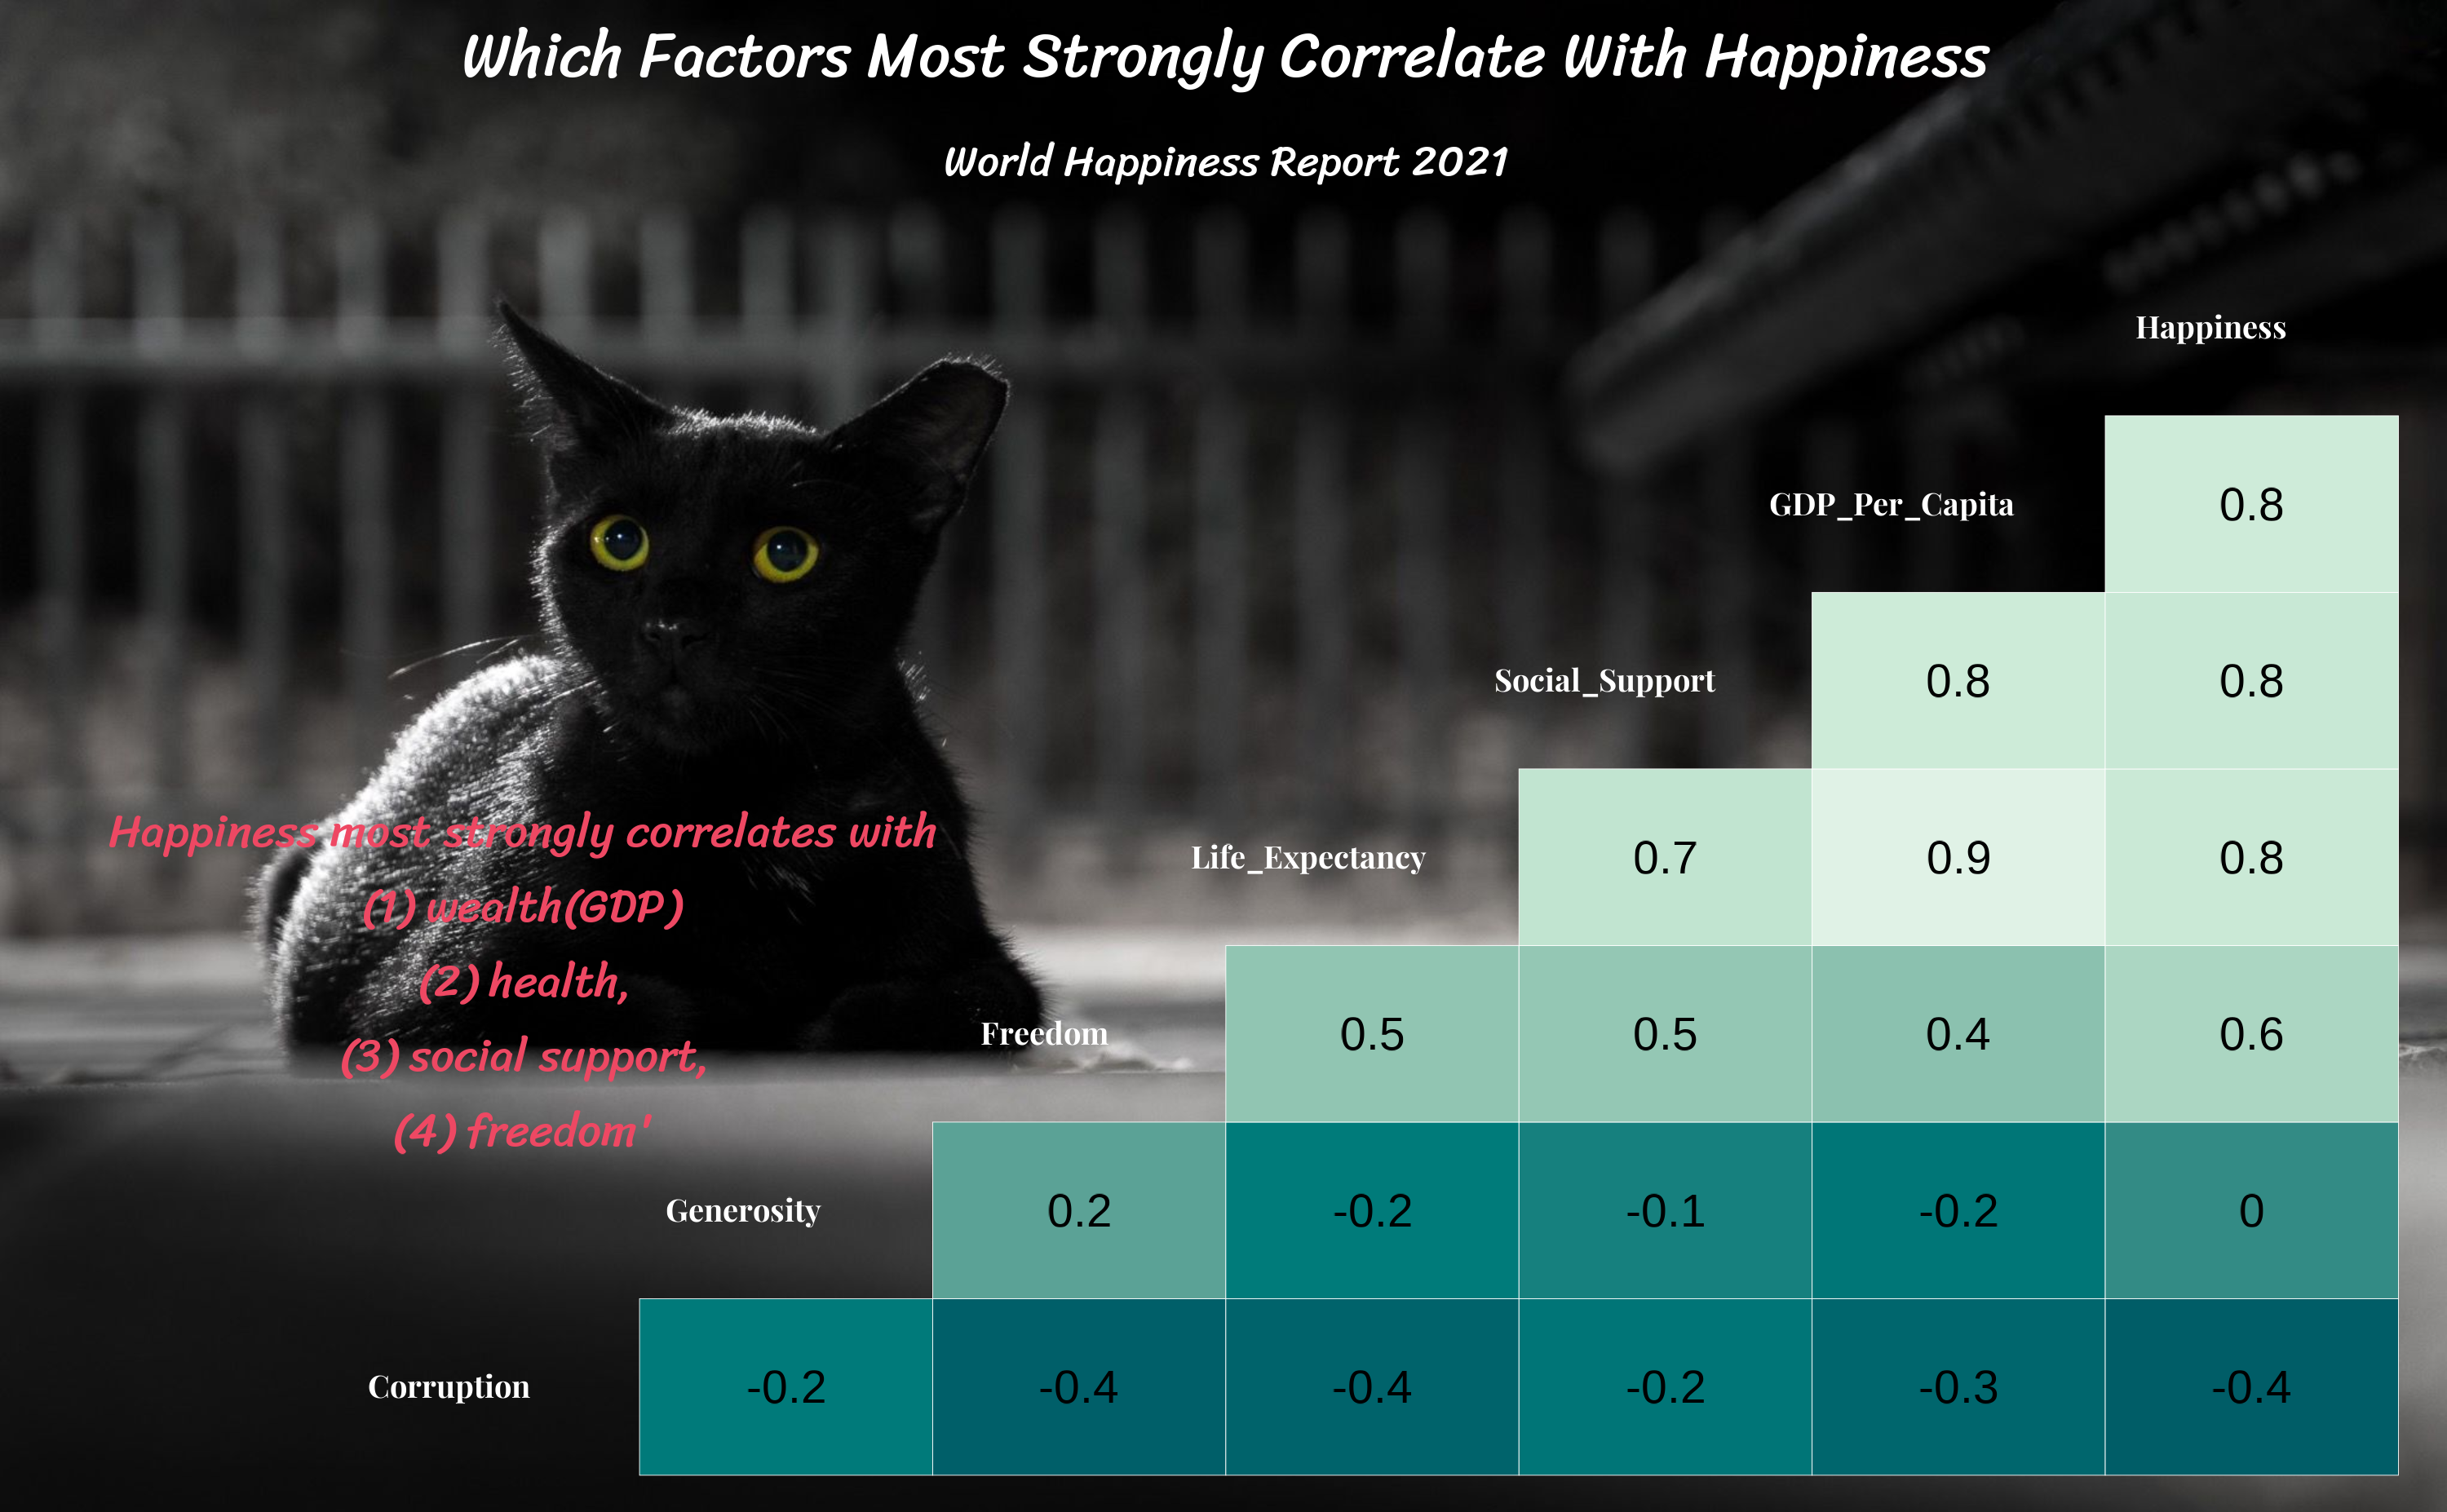 Which Factors Most Strongly Correlate With Happiness
World Happiness Report 2021
Happiness
GDP_Per_Capita 0.8
Social_Support 0.8 0.8
Happiness most strongly correlates with
Life_Expectancy 0.7 0.9 0.8
(1) wealth(GDP)
(2) health,
Freedom 0.5 0.5 0.4 0.6
(3) social support,
(4) freedom'
Generosity 0.2 -0.2 -0.1 -0.2 0
Corruption -0.2 -0.4 -0.4 -0.2 -0.3 -0.4